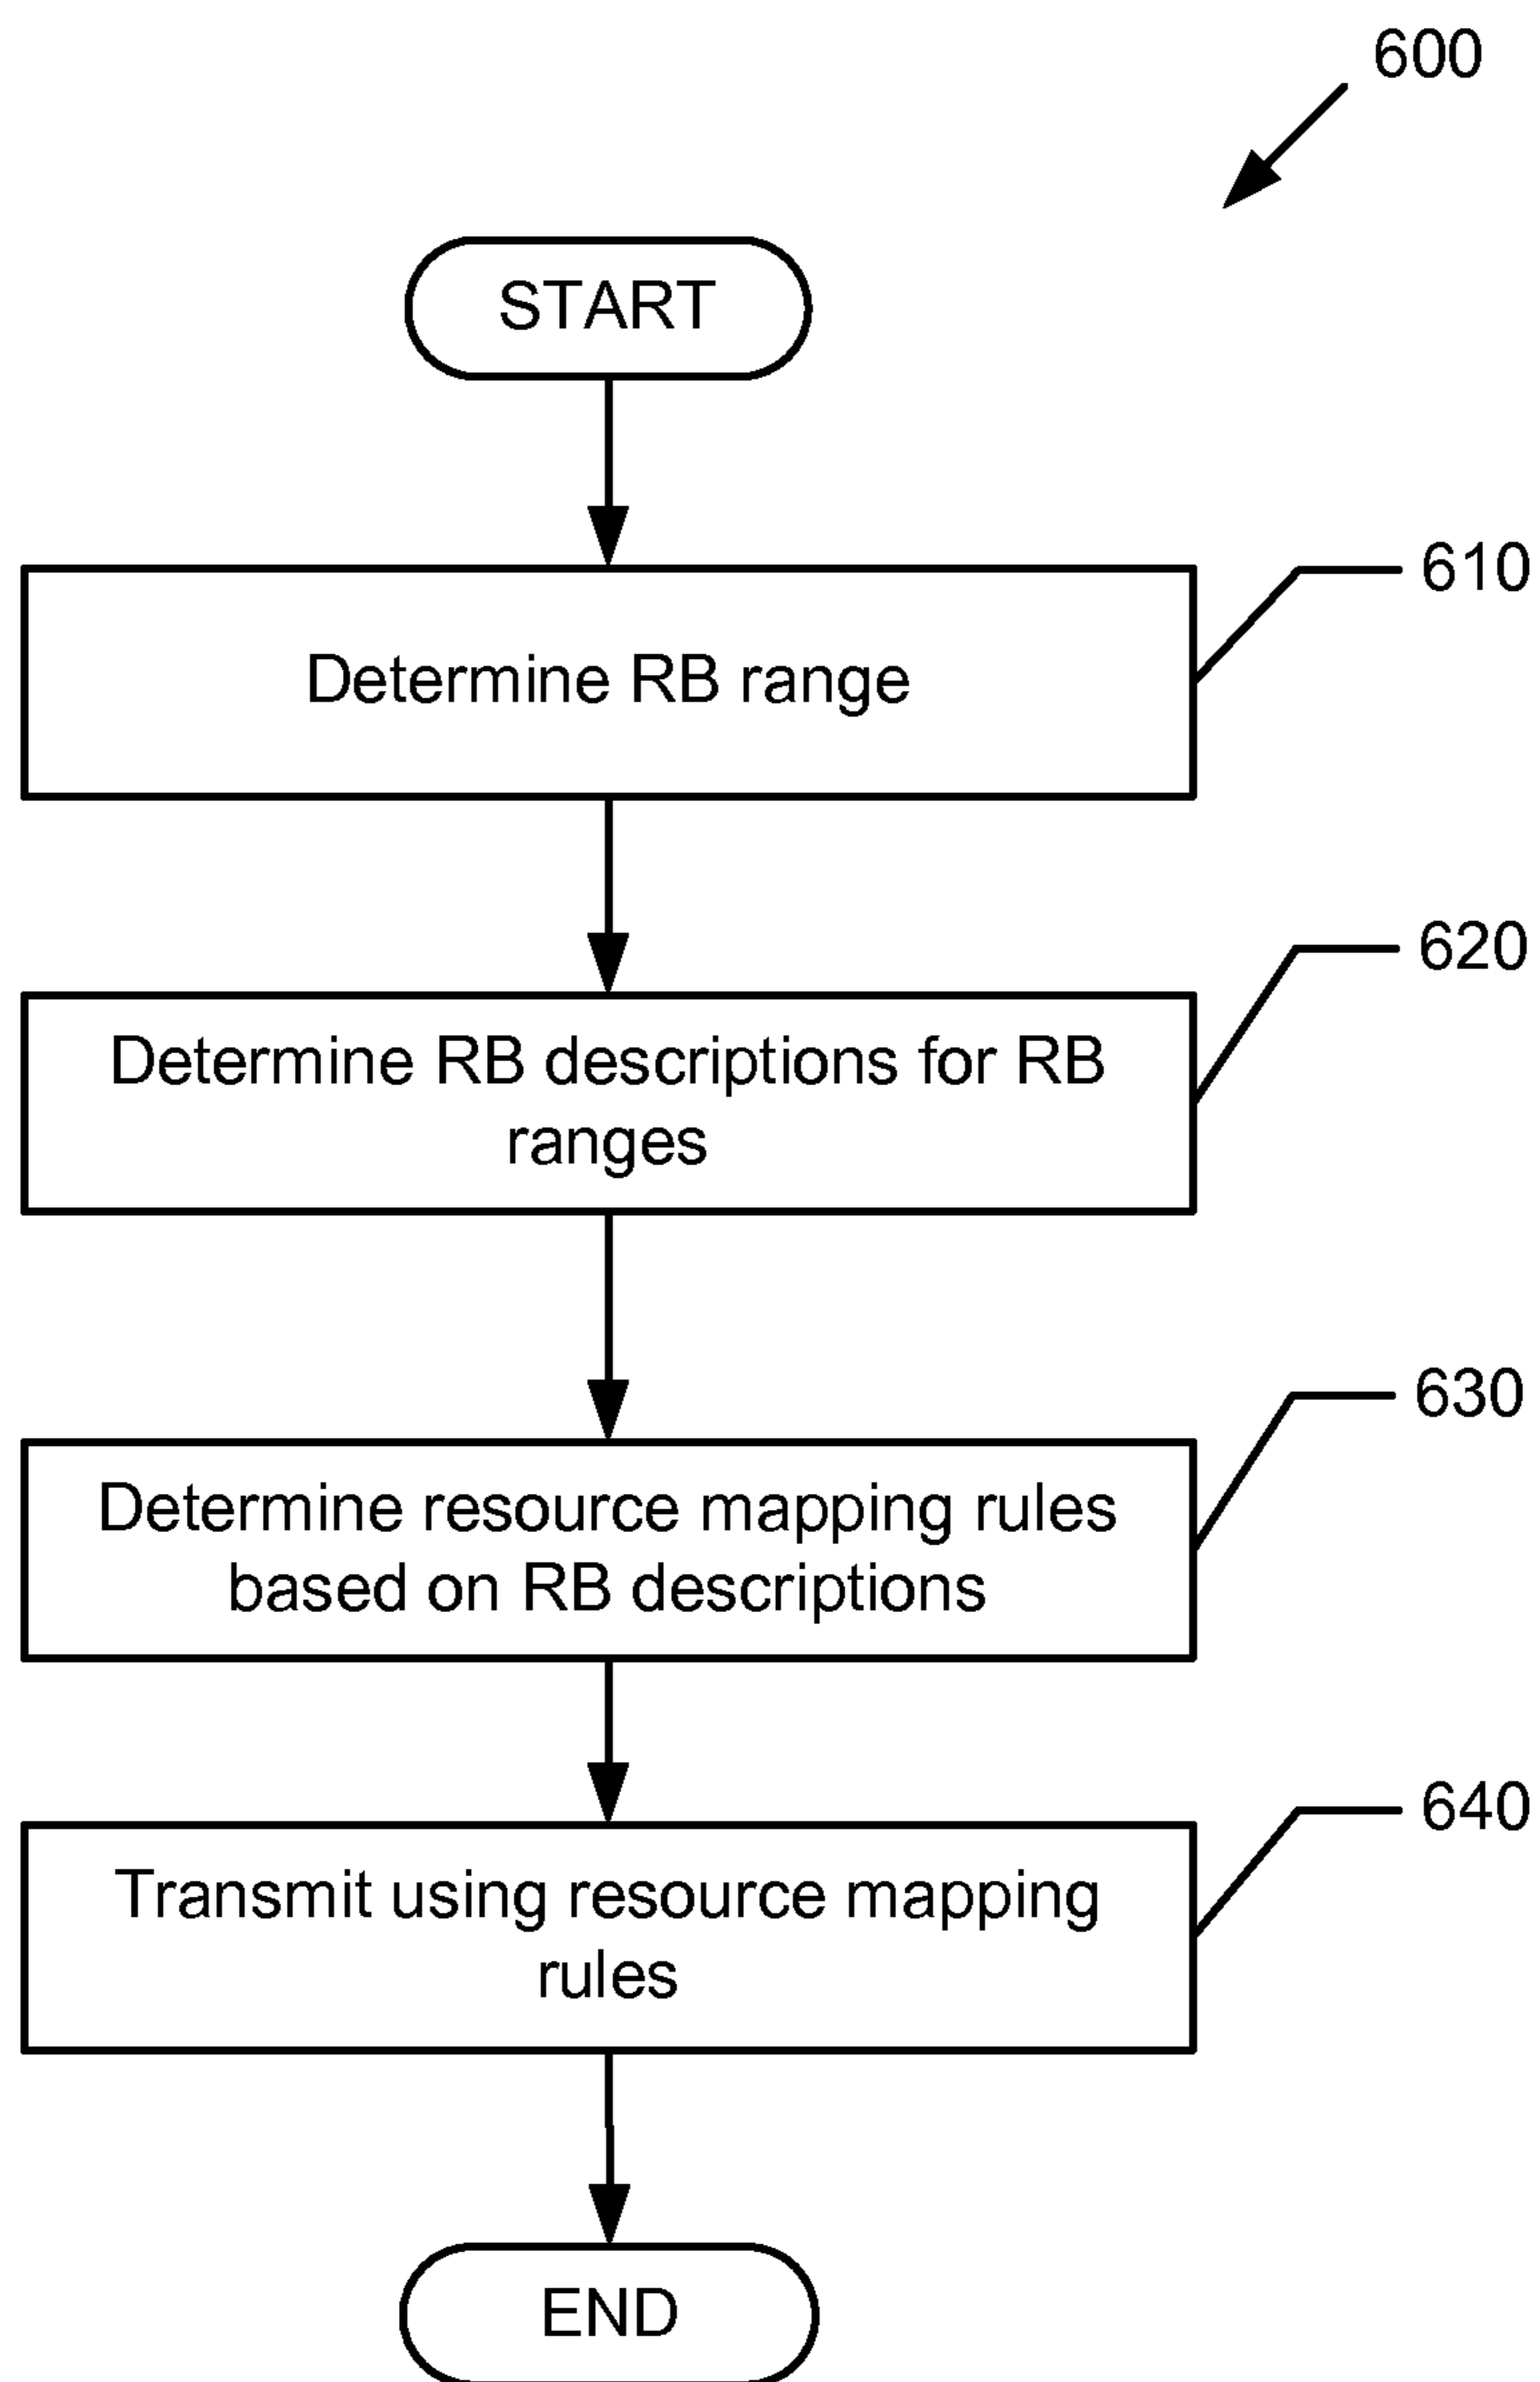 600
START
610
Determine RB range
620
Determine RB descriptions for RB
ranges
630
Determine resource mapping rules
based on RB descriptions
640
Transmit using resource mapping
rules
END